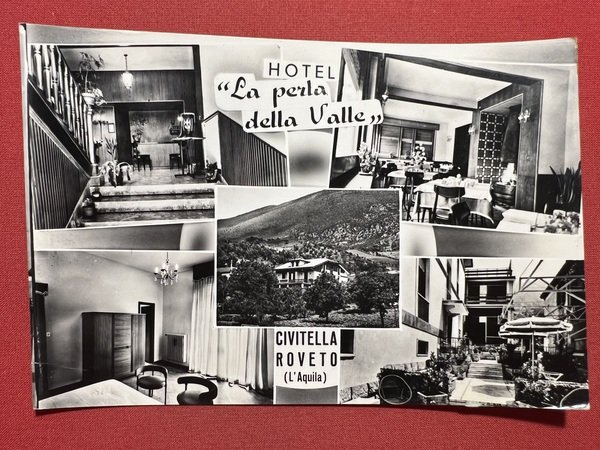 HOTEL
“La perla
della Valle”
CIVITELLA
ROVETO
(L'Aquila)